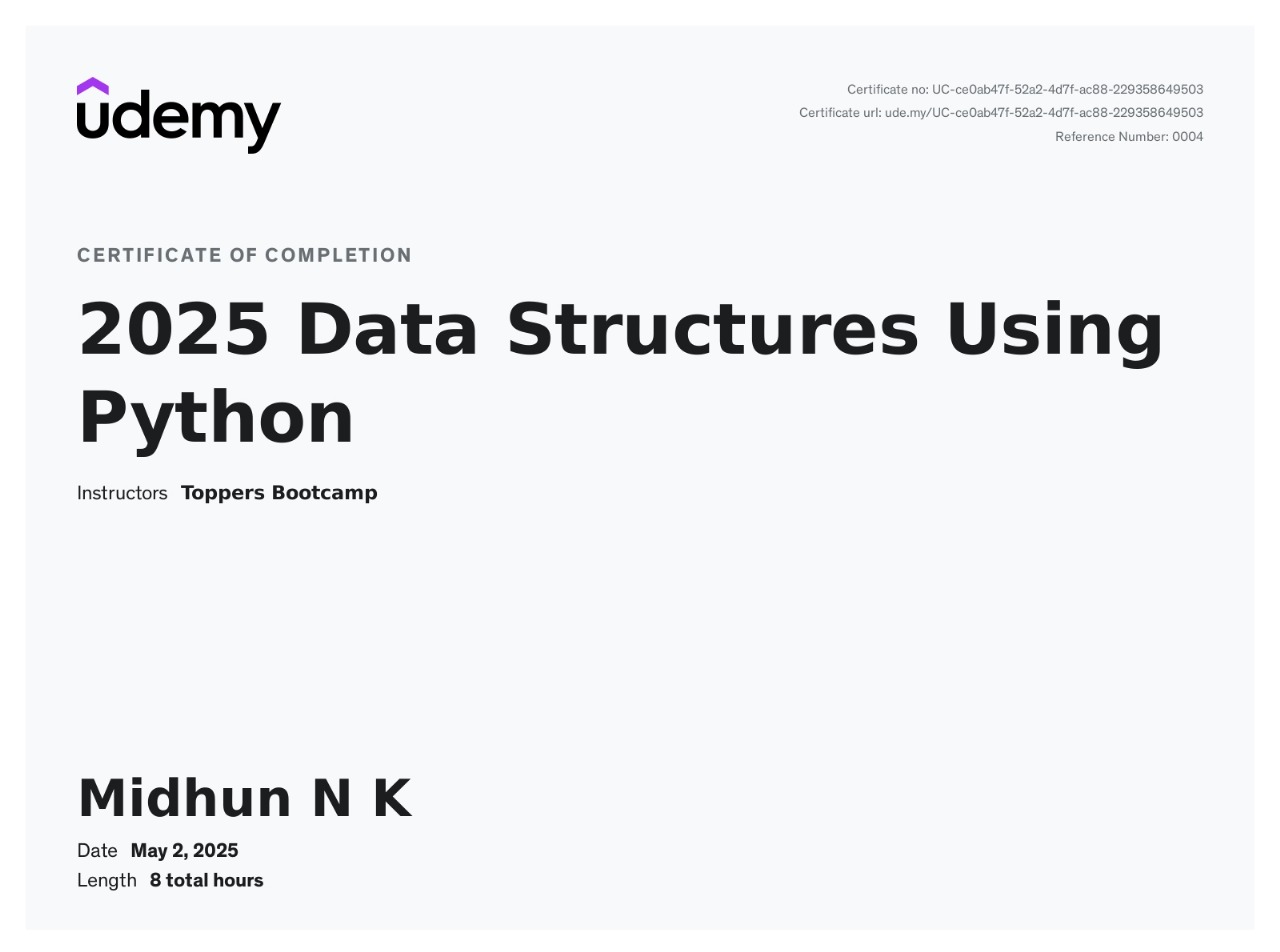 udemy
Certificate no: UC-ce0ab47f-52a2-4d7f-ac88-229358649503
Certificate url: ude.my/UC-ce0ab47f-52a2-4d7f-ac88-229358649503
Reference Number: 0004
CERTIFICATE OF COMPLETION
2025 Data Structures Using
Python
Instructors Toppers Bootcamp
Midhun N K
Date May 2, 2025
Length 8 total hours